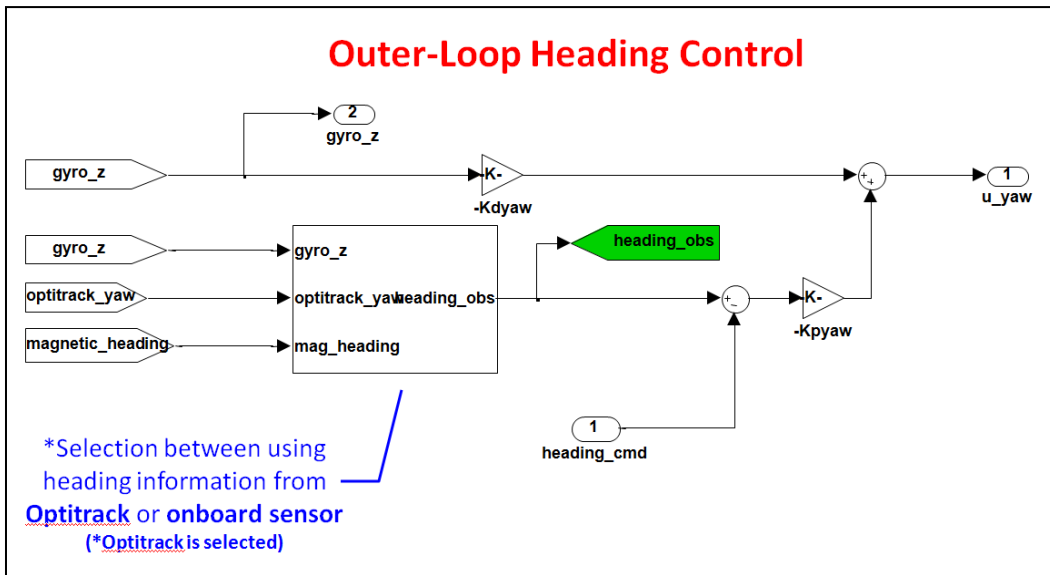 Outer-Loop Heading Control
2
gyro_z
gyro_z
-K-
-Kdyaw
+
+
1
u_yaw
gyro_z
gyro_z
heading_obs
optitrack_yaw
optitrack_yaw
heading_obs
+
-
-K-
-Kpyaw
magnetic_heading
mag_heading
1
heading_cmd
*Selection between using
heading information from
Optitrack or onboard sensor
(*Optitrack is selected)